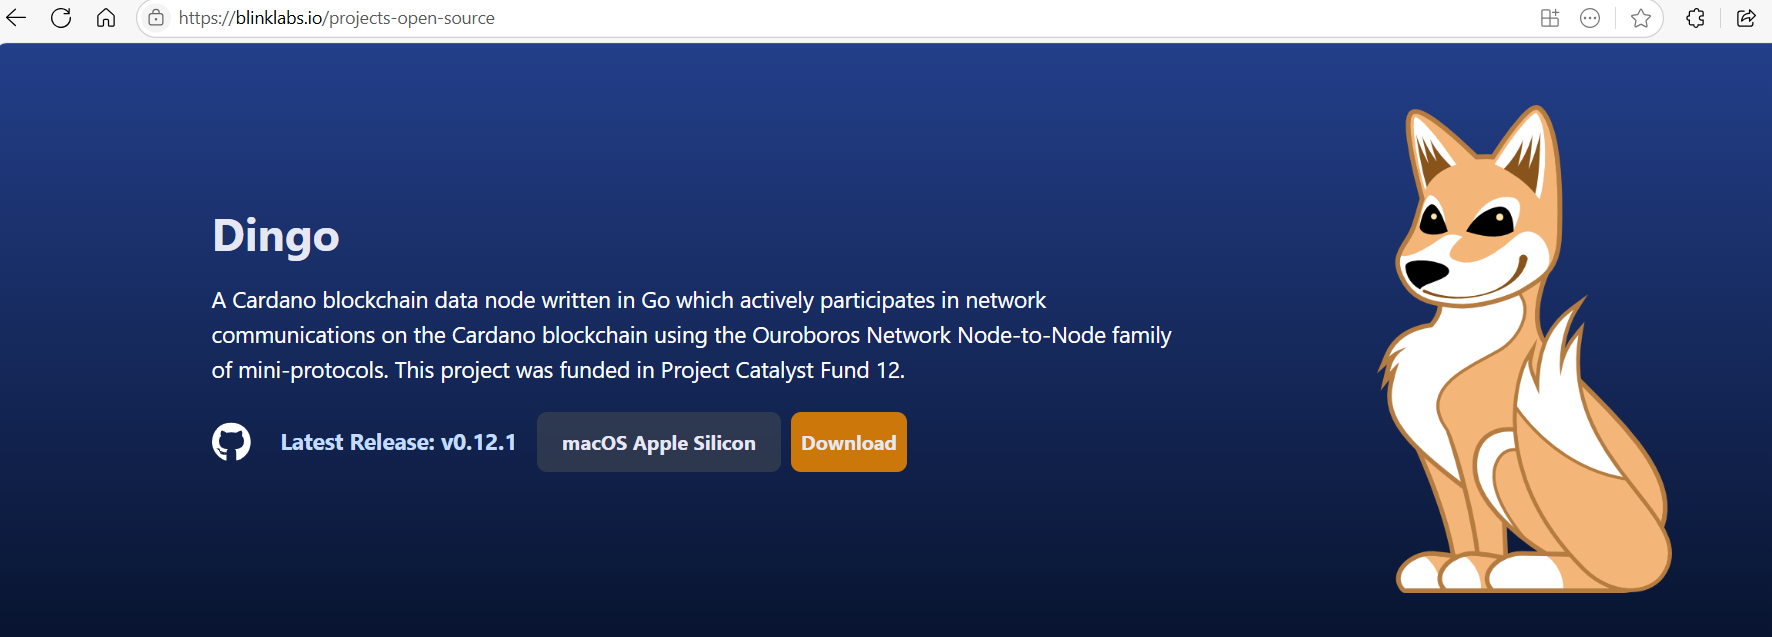 https://blinklabs.io/projects-open-source
Dingo
A Cardano blockchain data node written in Go which actively participates in network
communications on the Cardano blockchain using the Ouroboros Network Node-to-Node family
of mini-protocols. This project was funded in Project Catalyst Fund 12.
Latest Release: v0.12.1 macOS Apple Silicon Download